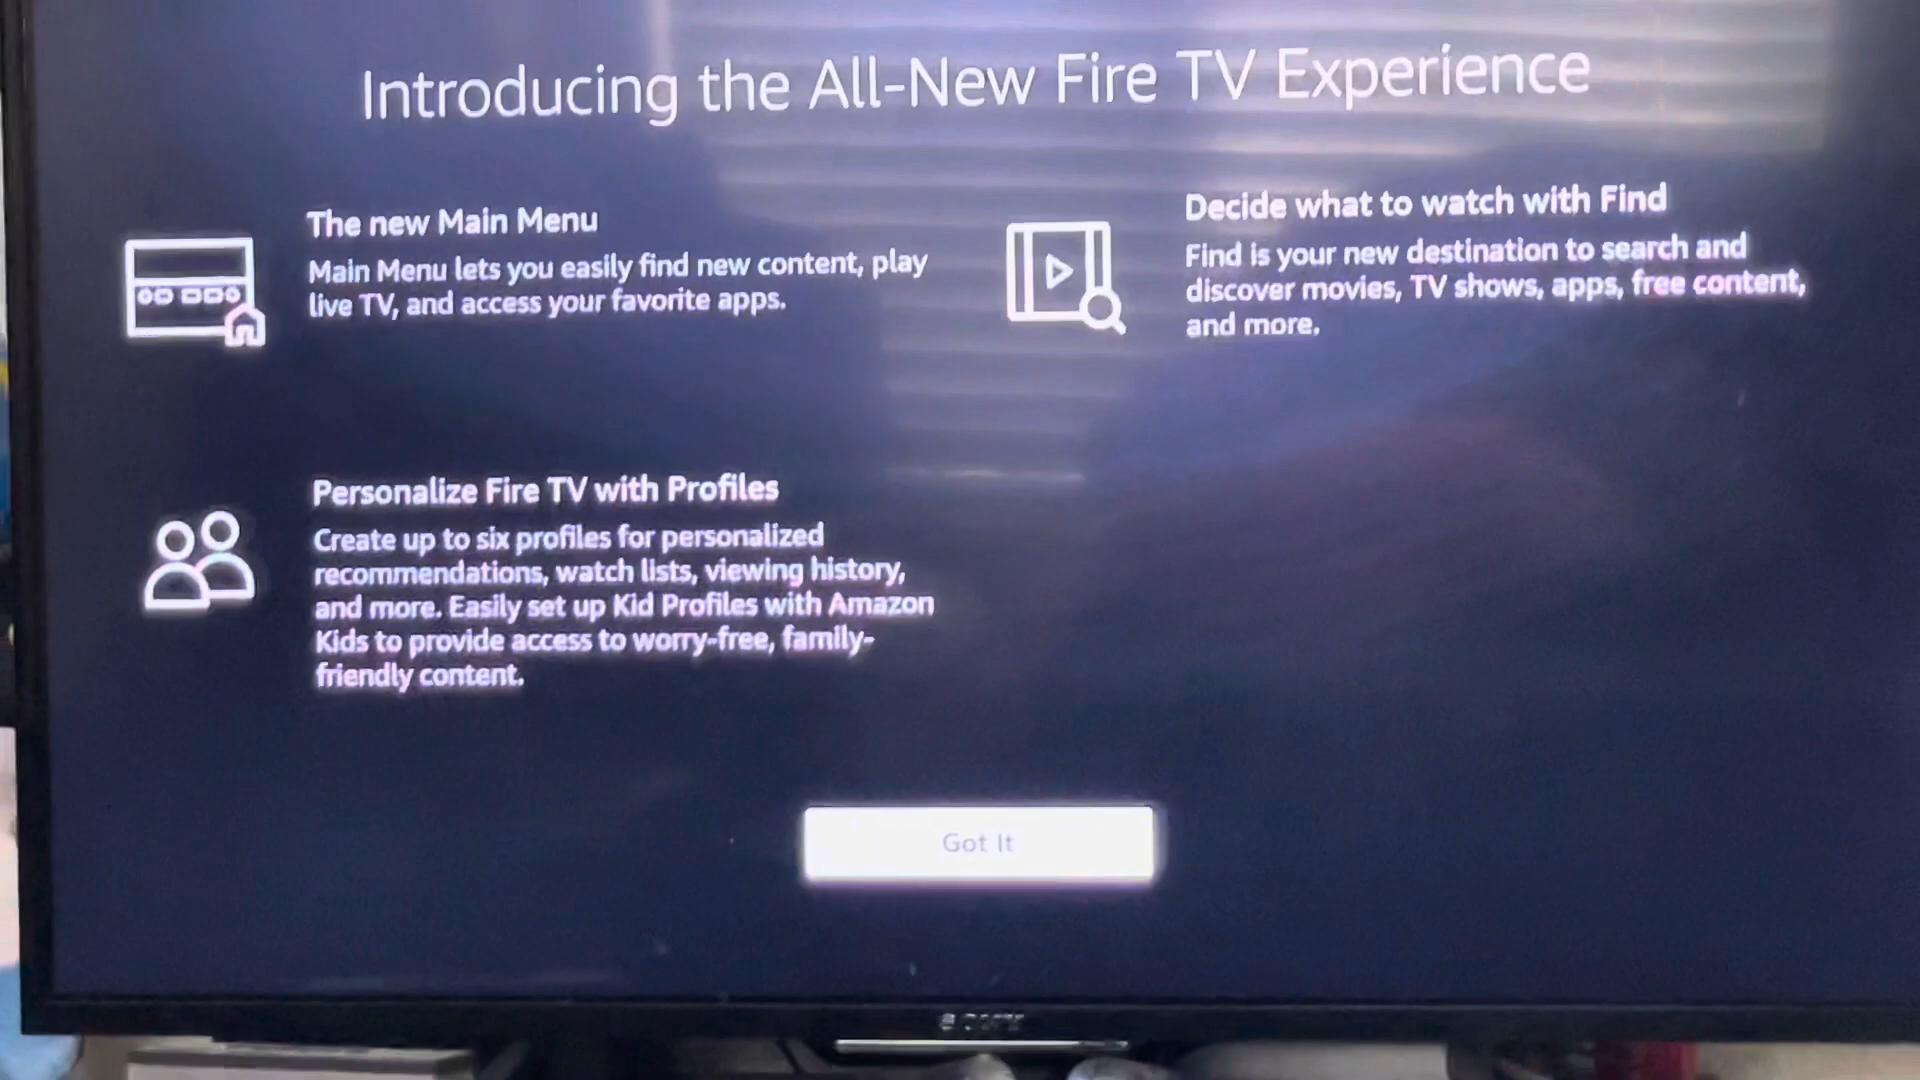 Introducing the All-New Fire TV Experience
The new Main Menu
Main Menu lets you easily find new content, play
live TV, and access your favorite apps.
Decide what to watch with Find
Find is your new destination to search and
discover movies, TV shows, apps, free content,
and more.
Personalize Fire TV with Profiles
Create up to six profiles for personalized
recommendations, watch lists, viewing history,
and more. Easily set up Kid Profiles with Amazon
Kids to provide access to worry-free, family-
friendly content.
Got It
SONY